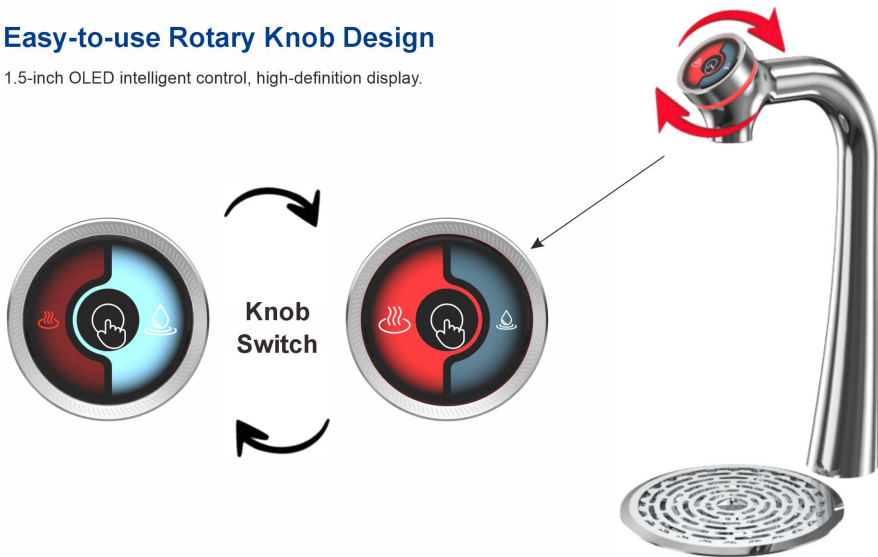 Easy-to-use Rotary Knob Design
1.5-inch OLED intelligent control, high-definition display.
Knob
Switch